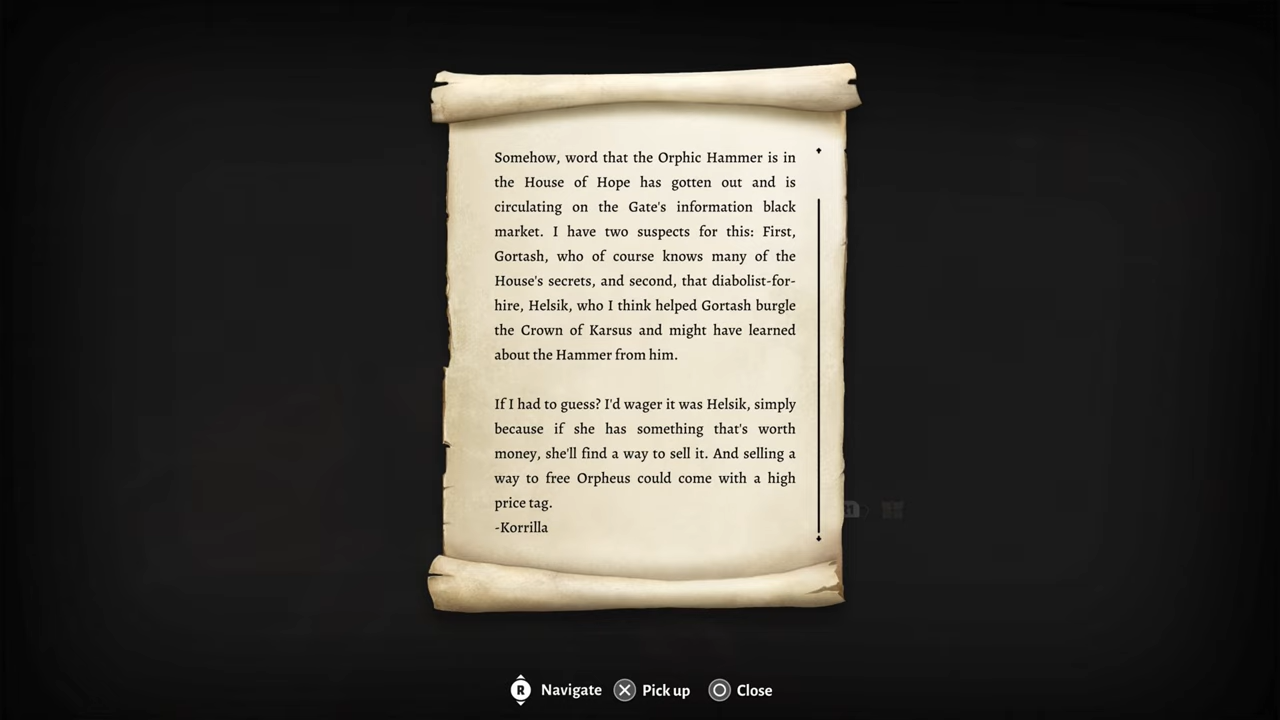 Somehow, word that the Orphic Hammer is in
the House of Hope has gotten out and is
circulating on the Gate's information black
market. I have two suspects for this: First,
Gortash, who of course knows many of the
House's secrets, and second, that diabolist-for-
hire, Helsik, who I think helped Gortash burgle
the Crown of Karsus and might have learned
about the Hammer from him.
If I had to guess? I'd wager it was Helsik, simply
because if she has something that's worth
money, she'll find a way to sell it. And selling a
way to free Orpheus could come with a high
price tag.
-Korrilla
R Navigate Pick up Close